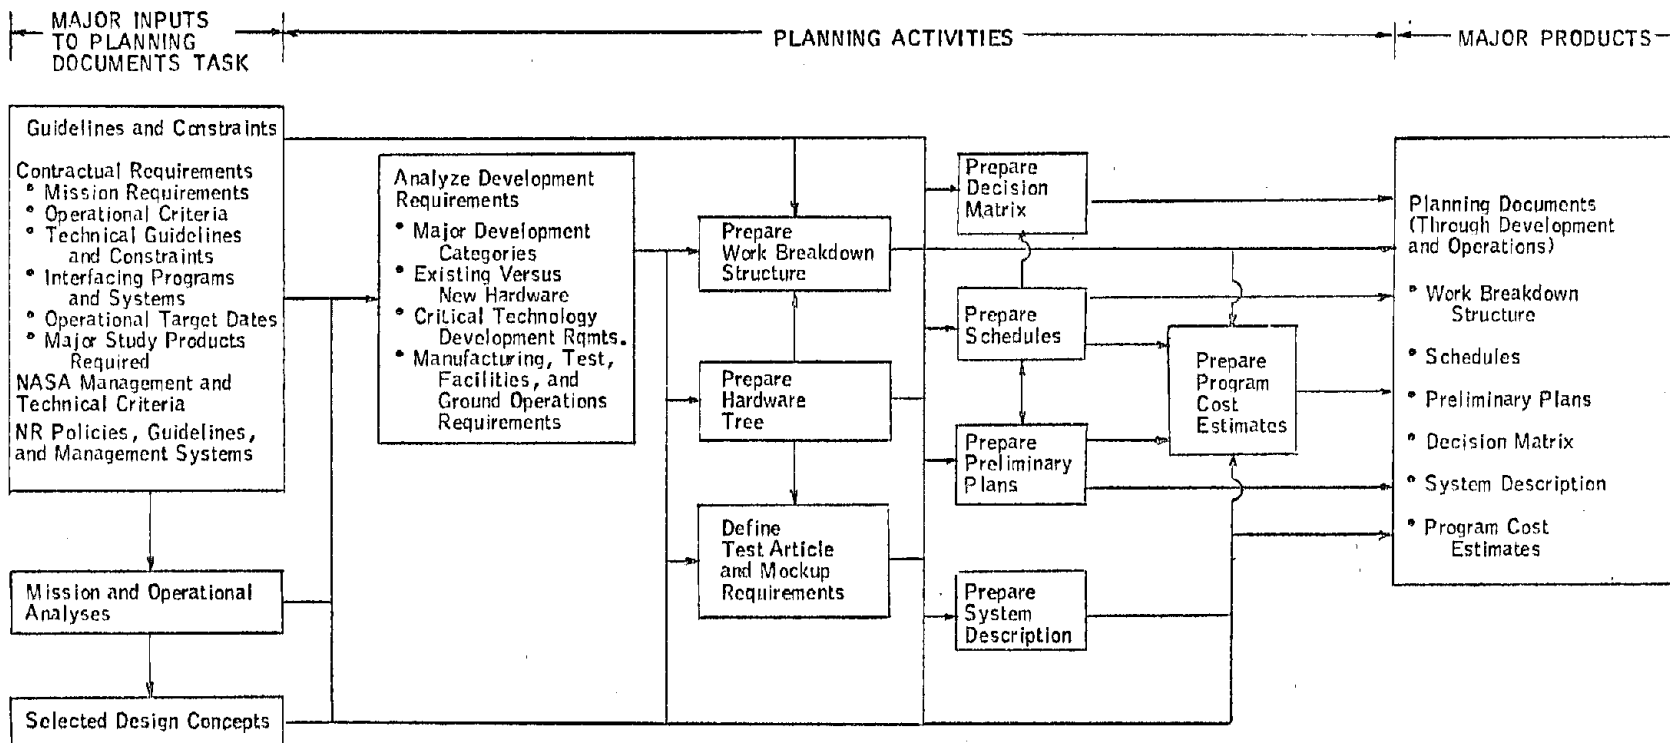 MAJOR INPUTS
TO PLANNING
DOCUMENTS TASK
PLANNING ACTIVITIES
MAJOR PRODUCTS
Guidelines and Constraints
Contractual Requirements
• Mission Requirements
• Operational Criteria
• Technical Guidelines
and Constraints
• Interfacing Programs
and Systems
• Operational Target Dates
• Major Study Products
Required
NASA Management and
Technical Criteria
NR Policies, Guidelines,
and Management Systems
Mission and Operational
Analyses
Selected Design Concepts
Analyze Development
Requirements
• Major Development
Categories
• Existing Versus
New Hardware
• Critical Technology
Development Rqmts.
• Manufacturing, Test,
Facilities, and
Ground Operations
Requirements
Prepare
Work Breakdown
Structure
Prepare
Hardware
Tree
Define
Test Article
and Mockup
Requirements
Prepare
Decision
Matrix
Prepare
Schedules
Prepare
Preliminary
Plans
Prepare
System
Description
Prepare
Program
Cost
Estimates
Planning Documents
(Through Development
and Operations)
• Work Breakdown
Structure
• Schedules
• Preliminary Plans
• Decision Matrix
• System Description
• Program Cost
Estimates